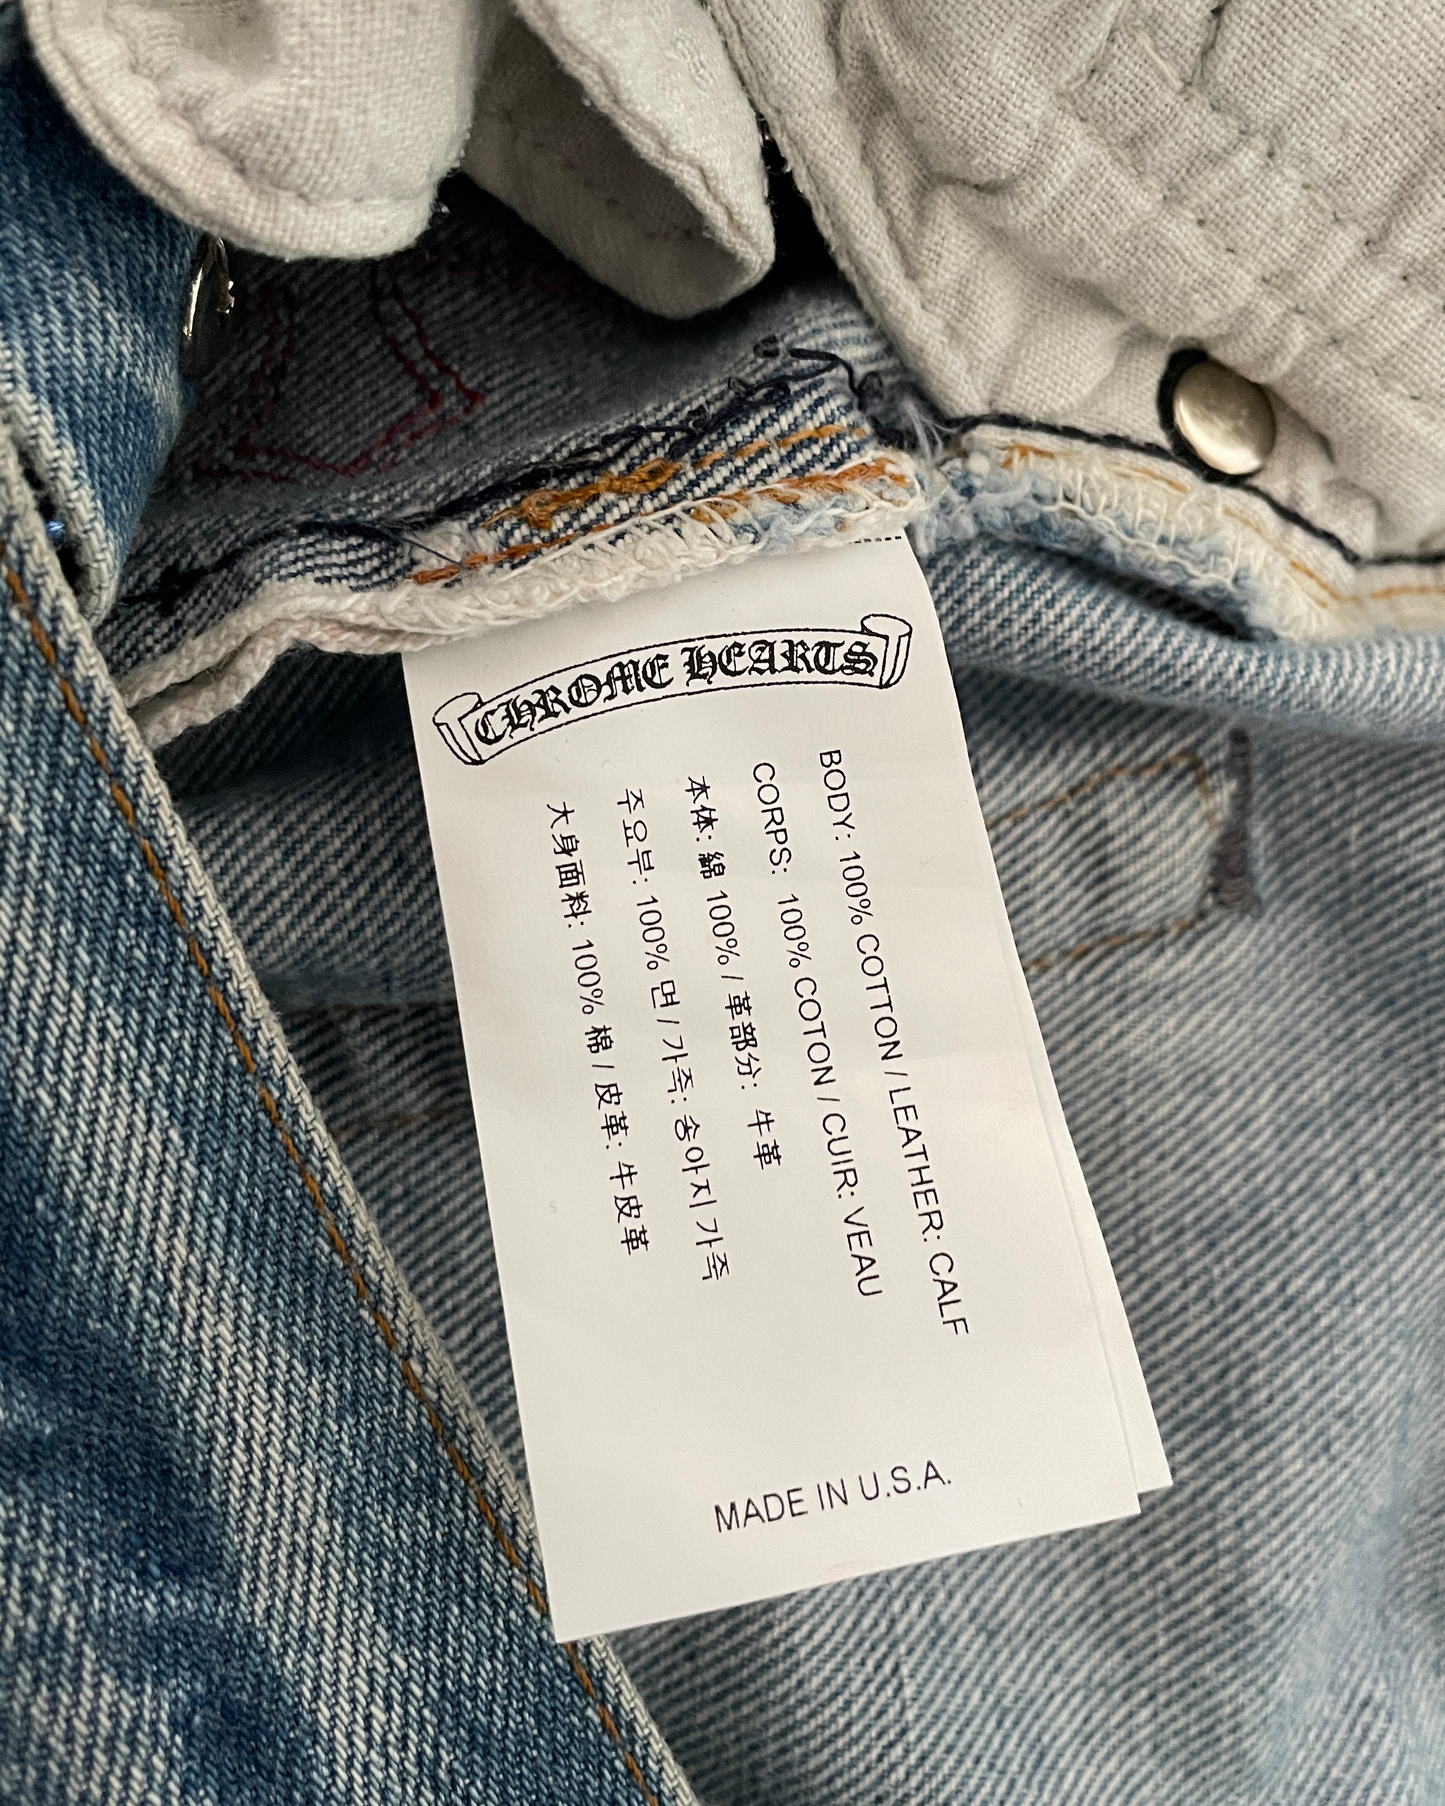 CHROME HEARTS
BODY: 100% COTTON / LEATHER: CALF
CORPS: 100% COTON / CUIR: VEAU
本体: 綿 100% / 革部分: 牛革
주요부: 100% 면 / 가죽: 송아지 가죽
大身面料: 100% 棉 / 皮革: 牛皮革
MADE IN U.S.A.